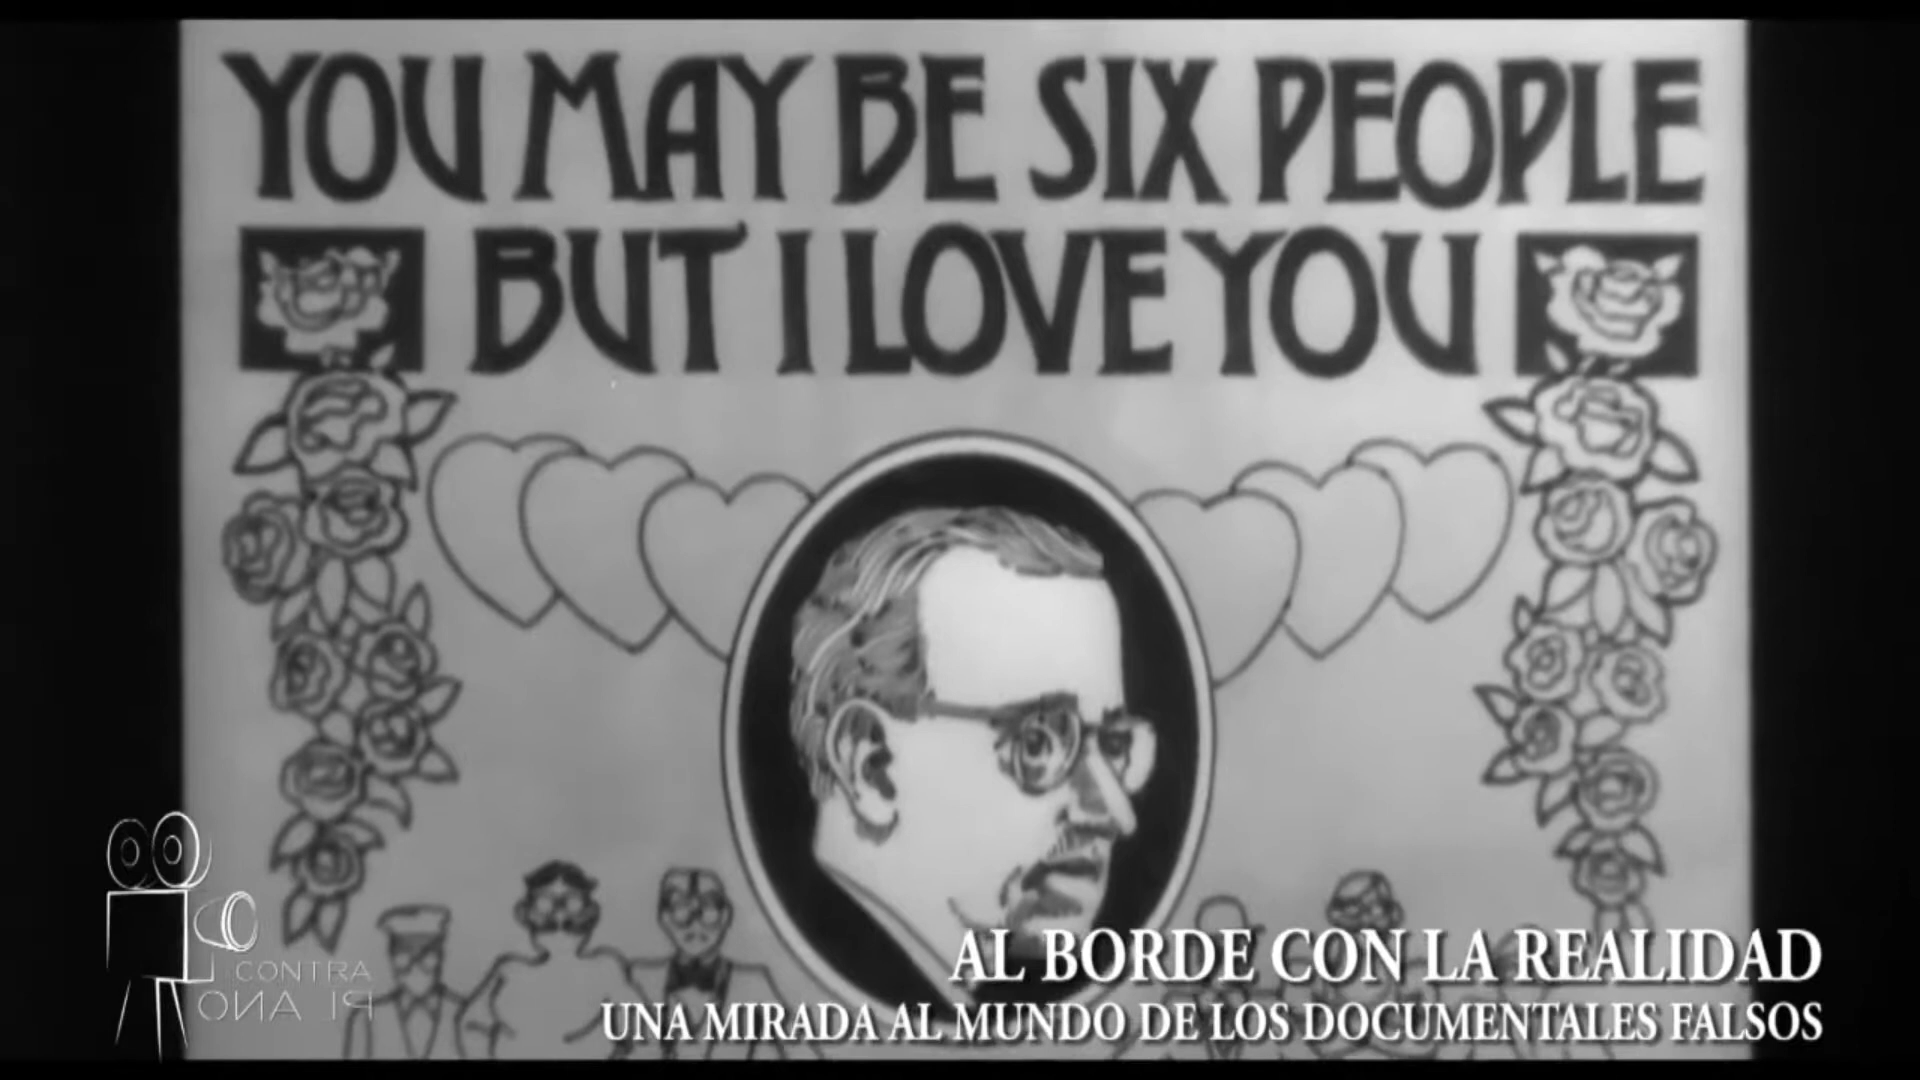 YOU MAY BE SIX PEOPLE
BUT I LOVE YOU
AL BORDE CON LA REALIDAD
UNA MIRADA AL MUNDO DE LOS DOCUMENTALES FALSOS
CONTRA
PI ANO